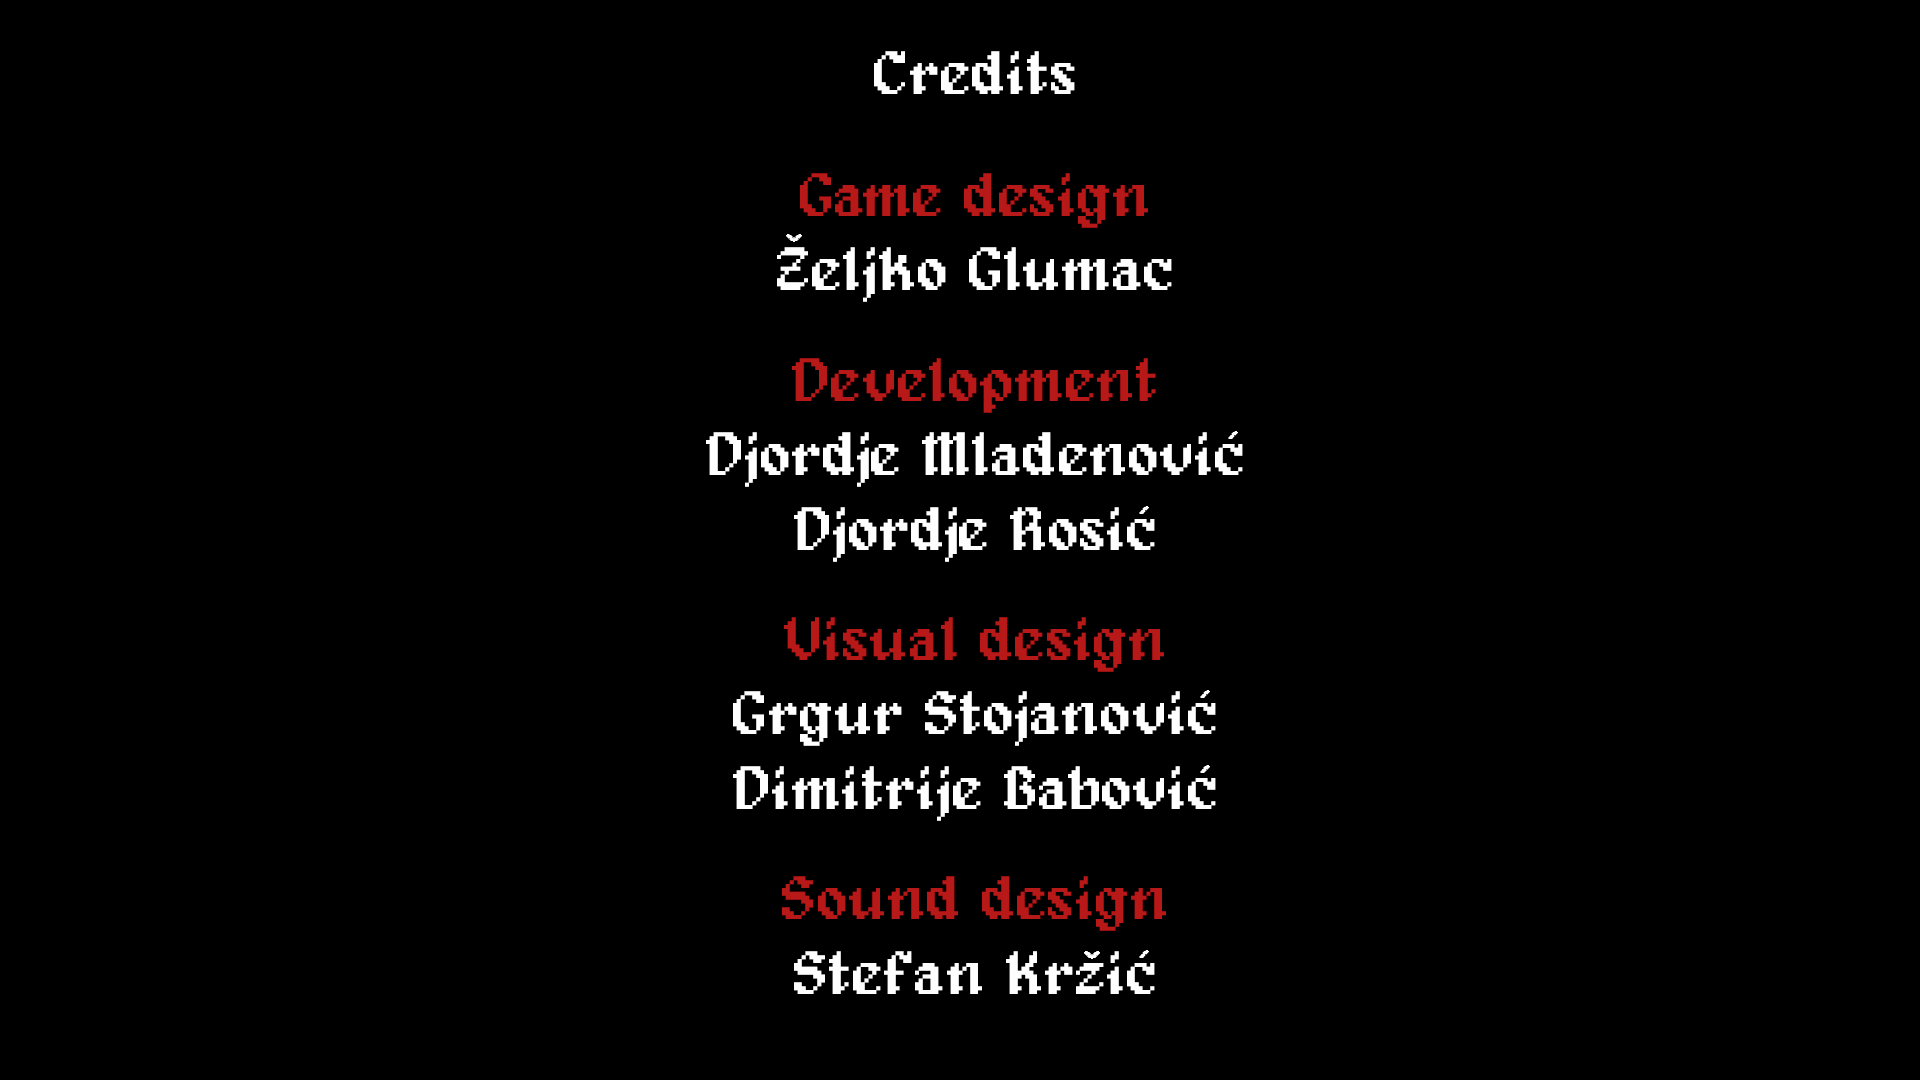 Credits
Game design
Željko Glumac
Development
Djordje Mladenović
Djordje Rosić
Visual design
Grgur Stojanović
Dimitrije Babović
Sound design
Stefan Kržić